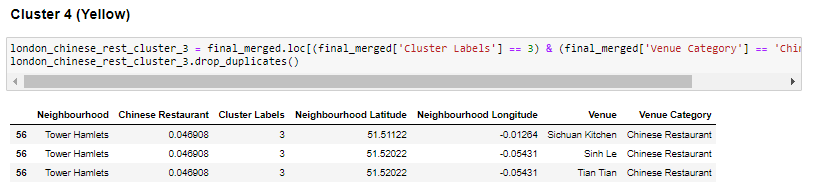 Cluster 4 (Yellow)
london_chinese_rest_cluster_3 = final_merged.loc[(final_merged['Cluster Labels'] == 3) & (final_merged['Venue Category'] == 'Chi
london_chinese_rest_cluster_3.drop_duplicates()
Neighbourhood Chinese Restaurant Cluster Labels Neighbourhood Latitude Neighbourhood Longitude Venue Venue Category
56 Tower Hamlets 0.046908 3 51.51122 -0.01264 Sichuan Kitchen Chinese Restaurant
56 Tower Hamlets 0.046908 3 51.52022 -0.05431 Sinh Le Chinese Restaurant
56 Tower Hamlets 0.046908 3 51.52022 -0.05431 Tian Tian Chinese Restaurant